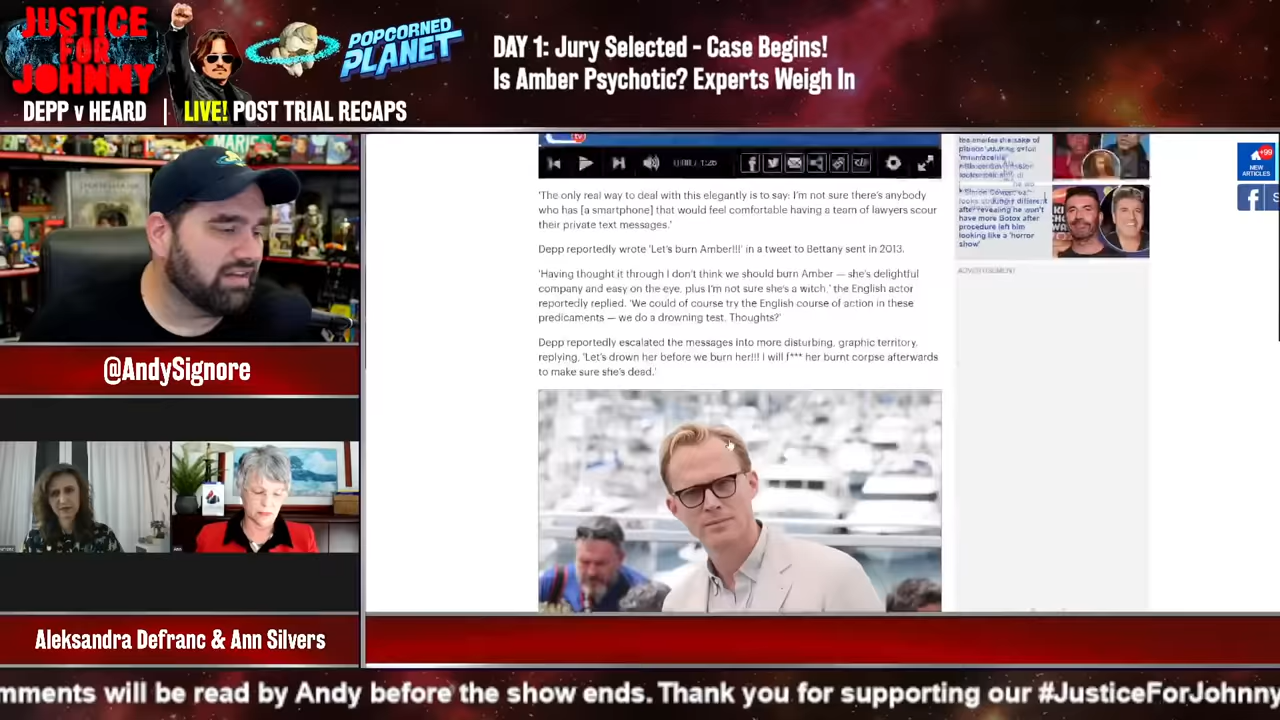 JUSTICE
FOR
JOHNNY
DEPP v HEARD | LIVE! POST TRIAL RECAPS
POPCORNED
PLANET
DAY 1: Jury Selected - Case Begins!
Is Amber Psychotic? Experts Weigh In
@AndySignore
Aleksandra Defranc & Ann Silvers
'The only real way to deal with this elegantly is to say: I'm not sure there's anybody
who has [a smartphone] that would feel comfortable having a team of lawyers scour
their private text messages.'
Depp reportedly wrote 'Let's burn Amber!!!' in a tweet to Bettany sent in 2013.
'Having thought it through I don't think we should burn Amber — she's delightful
company and easy on the eye, plus I'm not sure she's a witch,' the English actor
reportedly replied. 'We could of course try the English course of action in these
predicaments — we do a drowning test. Thoughts?'
Depp reportedly escalated the messages into more disturbing, graphic territory,
replying, 'Let's drown her before we burn her!!! I will f*** her burnt corpse afterwards
to make sure she's dead.'
looks strikingly different
after revealing he won't
have more Botox after
procedure left him
looking like a 'horror
show'
ADVERTISEMENT
+99
NEW
ARTICLES
mments will be read by Andy before the show ends. Thank you for supporting our #JusticeForJohnny